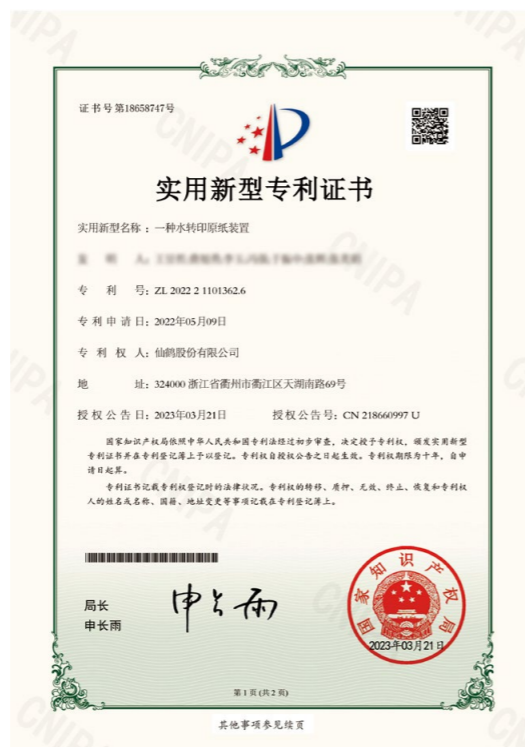 证书号第18658747号
实用新型专利证书
实用新型名称：一种水转印原纸装置
专 利 号：ZL 2022 2 1101362.6
专利申请日：2022年05月09日
专 利 权 人：仙鹤股份有限公司
地 址：324000 浙江省衢州市衢江区天湖南路69号
授权公告日：2023年03月21日 授权公告号：CN 218660997 U
国家知识产权局依照中华人民共和国专利法经过初步审查，决定授予专利权，颁发实用新型
专利证书并在专利登记簿上予以登记。专利权自授权公告之日起生效。专利权期限为十年，自申
请日起算。
专利证书记载专利权登记时的法律状况。专利权的转移、质押、无效、终止、恢复和专利权
人的姓名或名称、国籍、地址变更等事项记载在专利登记簿上。
局长
申长雨
申长雨
国家知识产权局
2023年03月21日
第 1 页 (共 2 页)
其他事项参见续页
CNIPA
CNIPA
CNIPA
CNIPA
CNIPA